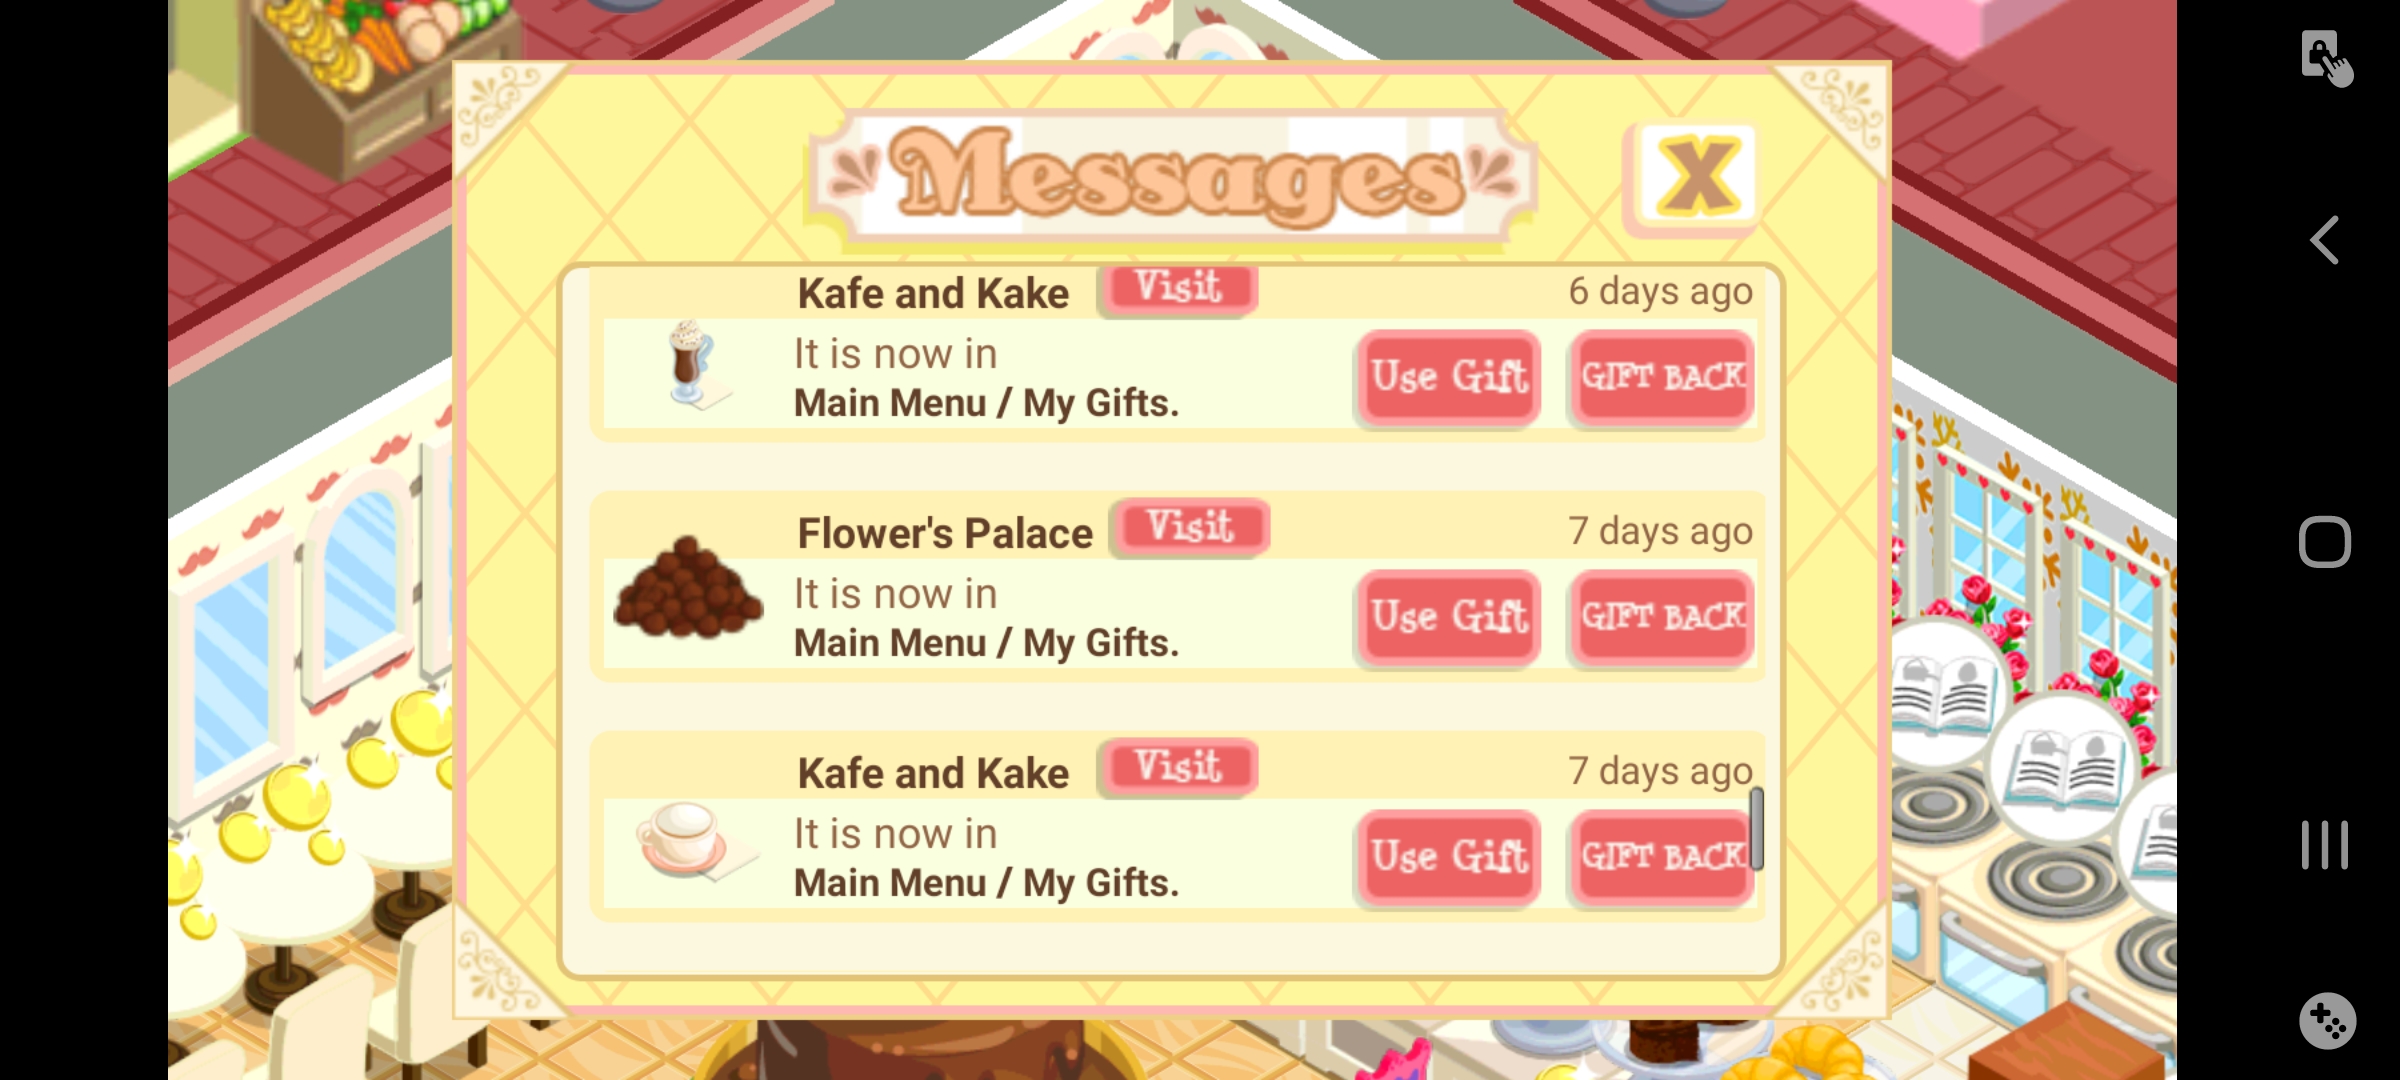 Messages
X
Kafe and Kake Visit 6 days ago
It is now in
Main Menu / My Gifts.
Use Gift GIFT BACK
Flower's Palace Visit 7 days ago
It is now in
Main Menu / My Gifts.
Use Gift GIFT BACK
Kafe and Kake Visit 7 days ago
It is now in
Main Menu / My Gifts.
Use Gift GIFT BACK